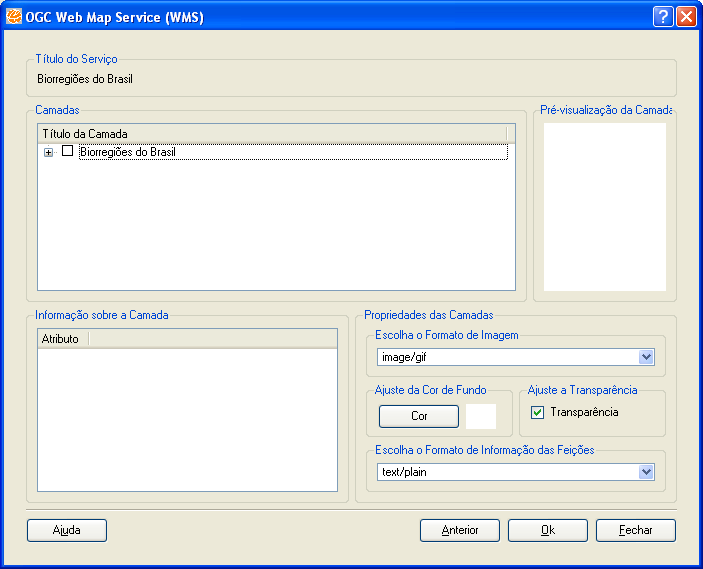 OGC Web Map Service (WMS)
Título do Serviço
Biorregiões do Brasil
Camadas
Título da Camada
Biorregiões do Brasil
Pré-visualização da Camada
Informação sobre a Camada
Atributo
Propriedades das Camadas
Escolha o Formato de Imagem
image/gif
Ajuste da Cor de Fundo
Cor
Ajuste a Transparência
Transparência
Escolha o Formato de Informação das Feições
text/plain
Ajuda
Anterior
Ok
Fechar